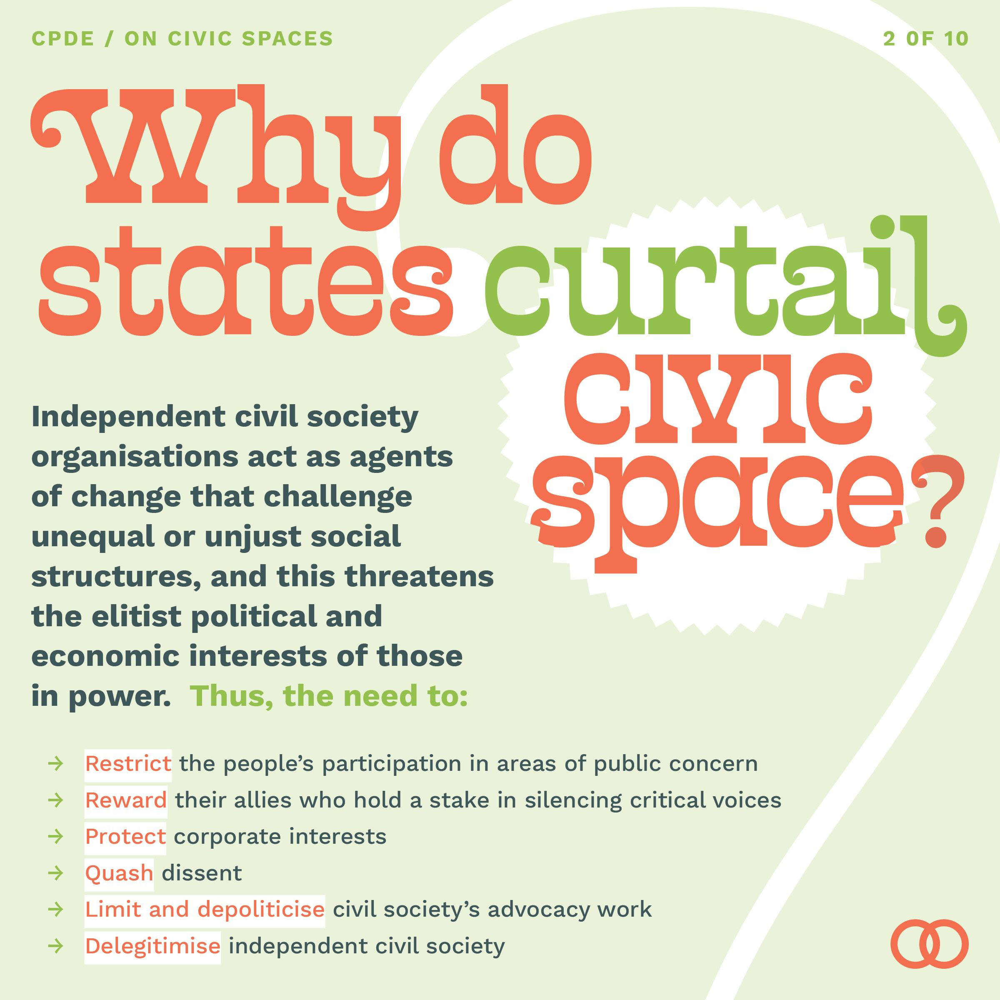 CPDE / ON CIVIC SPACES
2 OF 10
Why do
states curtail
civic
space?
Independent civil society
organisations act as agents
of change that challenge
unequal or unjust social
structures, and this threatens
the elitist political and
economic interests of those
in power. Thus, the need to:
→ Restrict the people’s participation in areas of public concern
→ Reward their allies who hold a stake in silencing critical voices
→ Protect corporate interests
→ Quash dissent
→ Limit and depoliticise civil society’s advocacy work
→ Delegitimise independent civil society